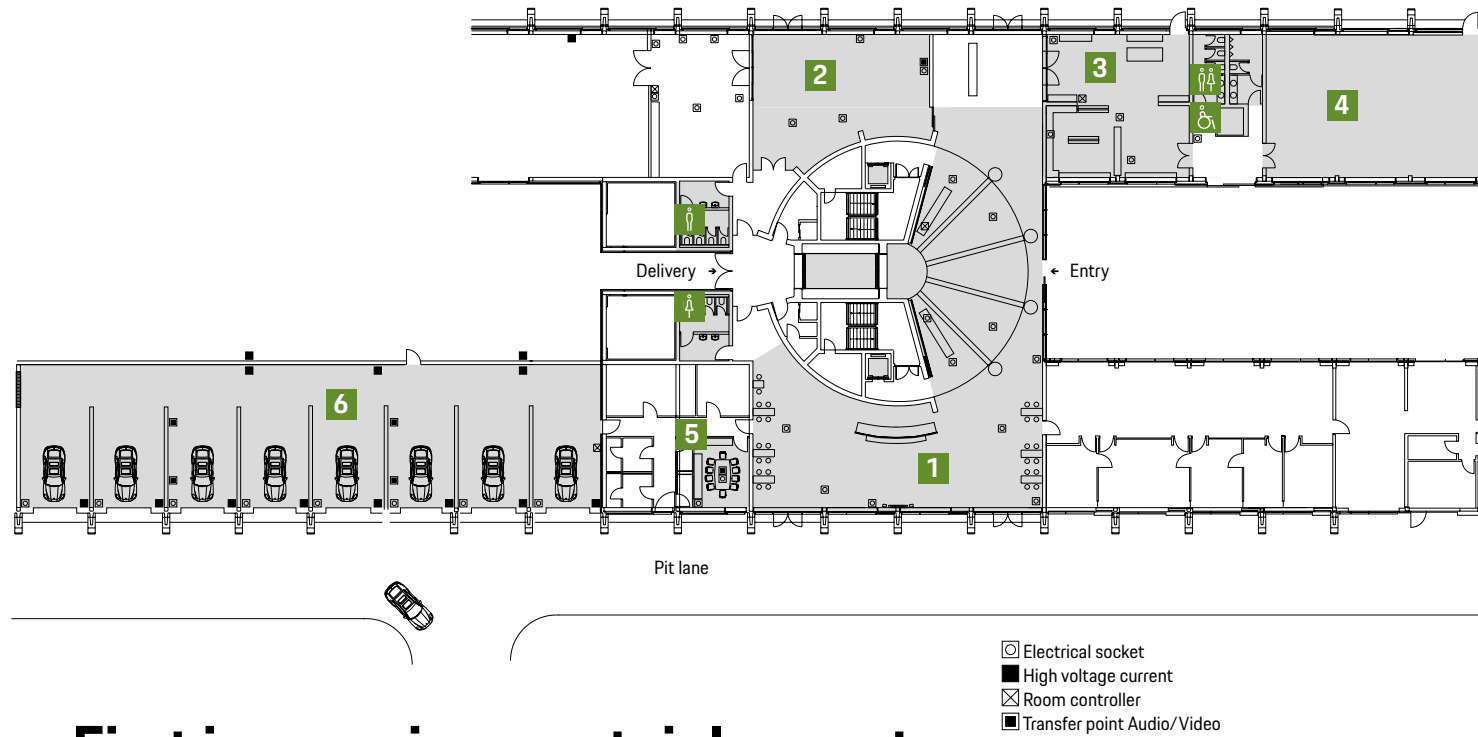 2
3
4
Delivery →
← Entry
6
5
1
Pit lane
Electrical socket
High voltage current
Room controller
Transfer point Audio/Video